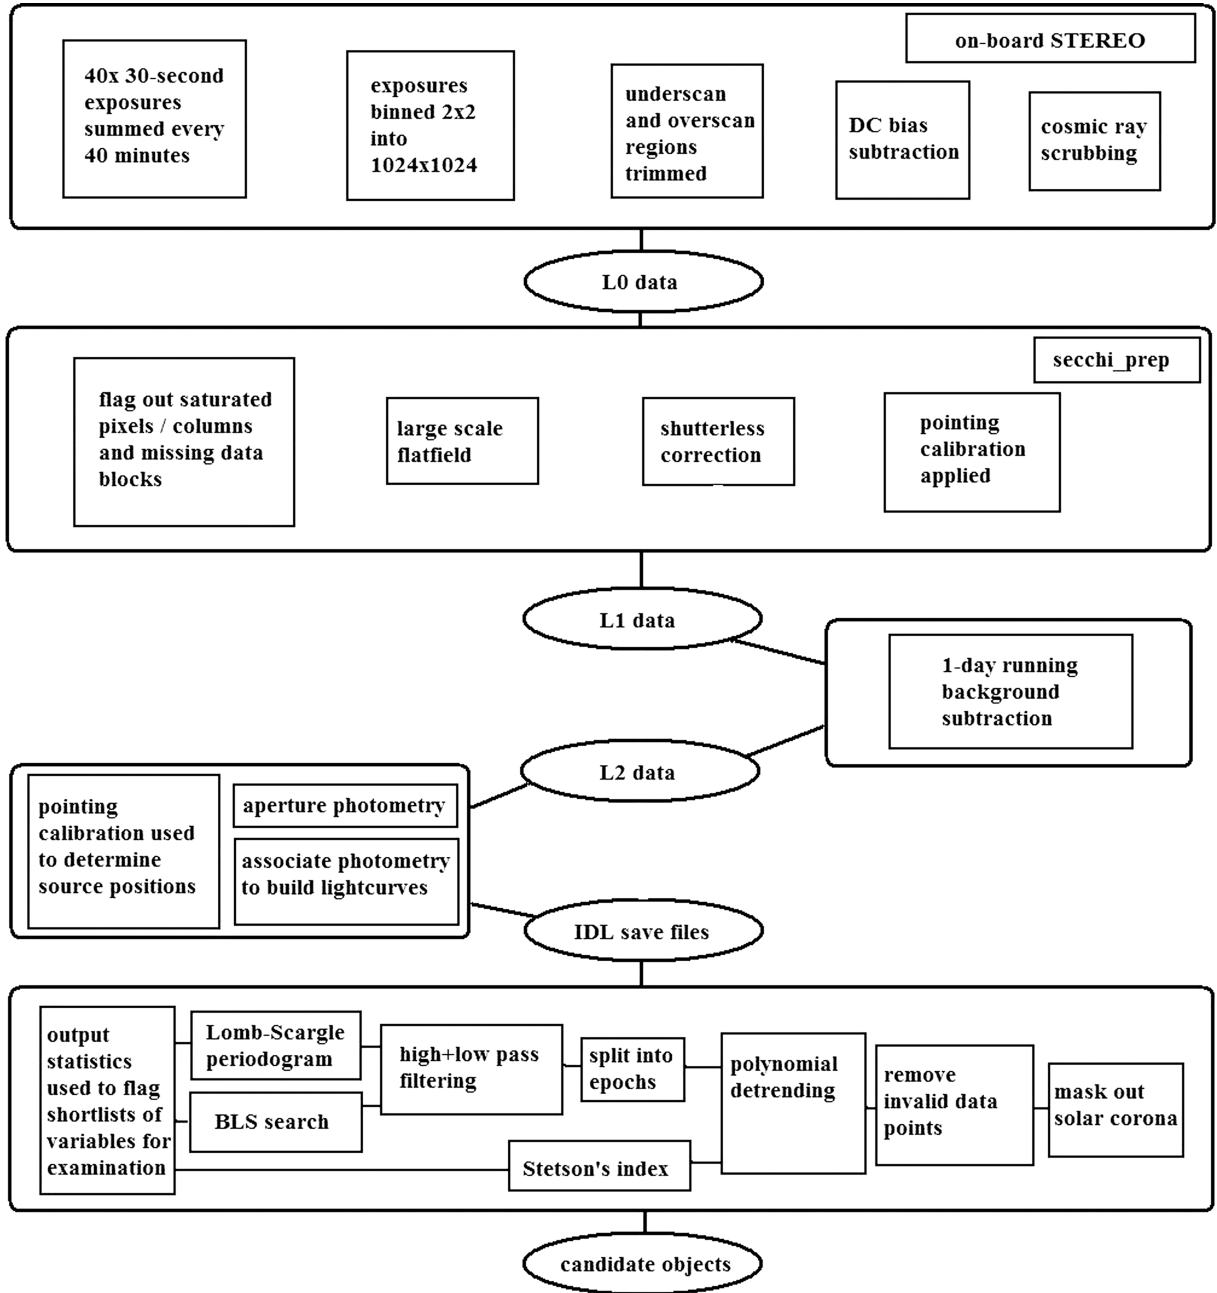 on-board STEREO
40x 30-second
exposures
summed every
40 minutes
exposures
binned 2x2
into
1024x1024
underscan
and overscan
regions
trimmed
DC bias
subtraction
cosmic ray
scrubbing
L0 data
secchi_prep
flag out saturated
pixels / columns
and missing data
blocks
large scale
flatfield
shutterless
correction
pointing
calibration
applied
L1 data
1-day running
background
subtraction
L2 data
pointing
calibration used
to determine
source positions
aperture photometry
associate photometry
to build lightcurves
IDL save files
output
statistics
used to flag
shortlists of
variables for
examination
Lomb-Scargle
periodogram
BLS search
high+low pass
filtering
split into
epochs
Stetson's index
polynomial
detrending
remove
invalid data
points
mask out
solar corona
candidate objects